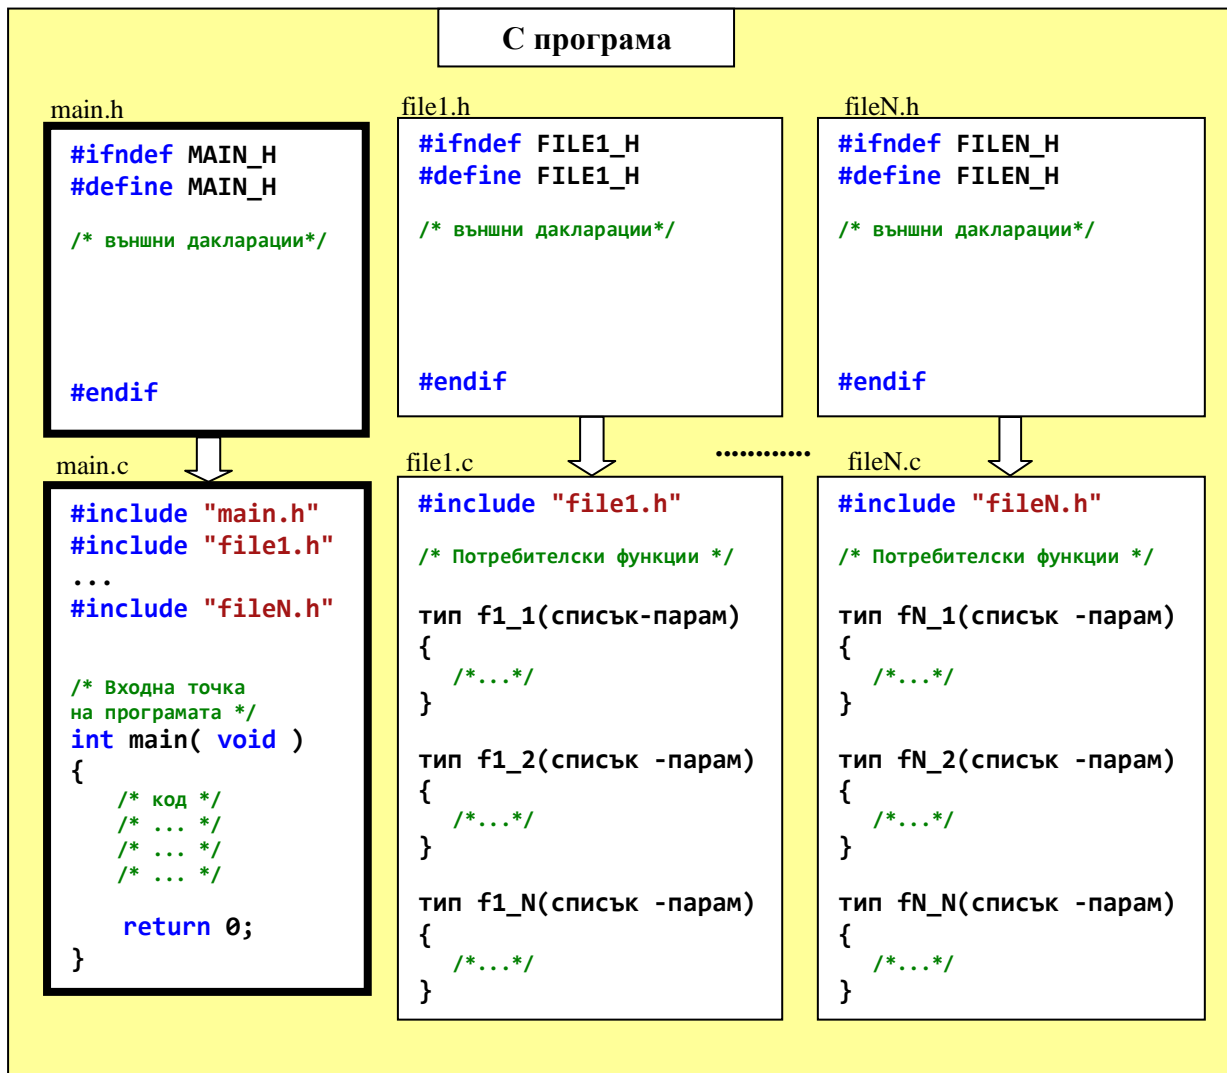 С програма
main.h
#ifndef MAIN_H
#define MAIN_H
/* външни дакларации*/
#endif
file1.h
#ifndef FILE1_H
#define FILE1_H
/* външни дакларации*/
#endif
fileN.h
#ifndef FILEN_H
#define FILEN_H
/* външни дакларации*/
#endif
............
main.c
#include "main.h"
#include "file1.h"
...
#include "fileN.h"
/* Входна точка
на програмата */
int main( void )
{
/* код */
/* ... */
/* ... */
/* ... */
return 0;
}
file1.c
#include "file1.h"
/* Потребителски функции */
тип f1_1(списък-парам)
{
/*...*/
}
тип f1_2(списък -парам)
{
/*...*/
}
тип f1_N(списък -парам)
{
/*...*/
}
fileN.c
#include "fileN.h"
/* Потребителски функции */
тип fN_1(списък -парам)
{
/*...*/
}
тип fN_2(списък -парам)
{
/*...*/
}
тип fN_N(списък -парам)
{
/*...*/
}